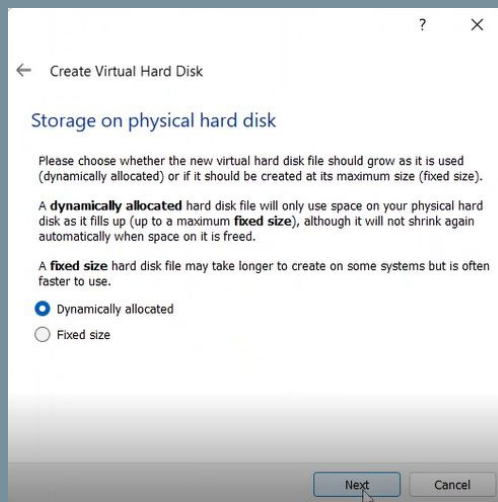 ?
Create Virtual Hard Disk
Storage on physical hard disk
Please choose whether the new virtual hard disk file should grow as it is used
(dynamically allocated) or if it should be created at its maximum size (fixed size).
A dynamically allocated hard disk file will only use space on your physical hard
disk as it fills up (up to a maximum fixed size), although it will not shrink again
automatically when space on it is freed.
A fixed size hard disk file may take longer to create on some systems but is often
faster to use.
Dynamically allocated
Fixed size
Next Cancel